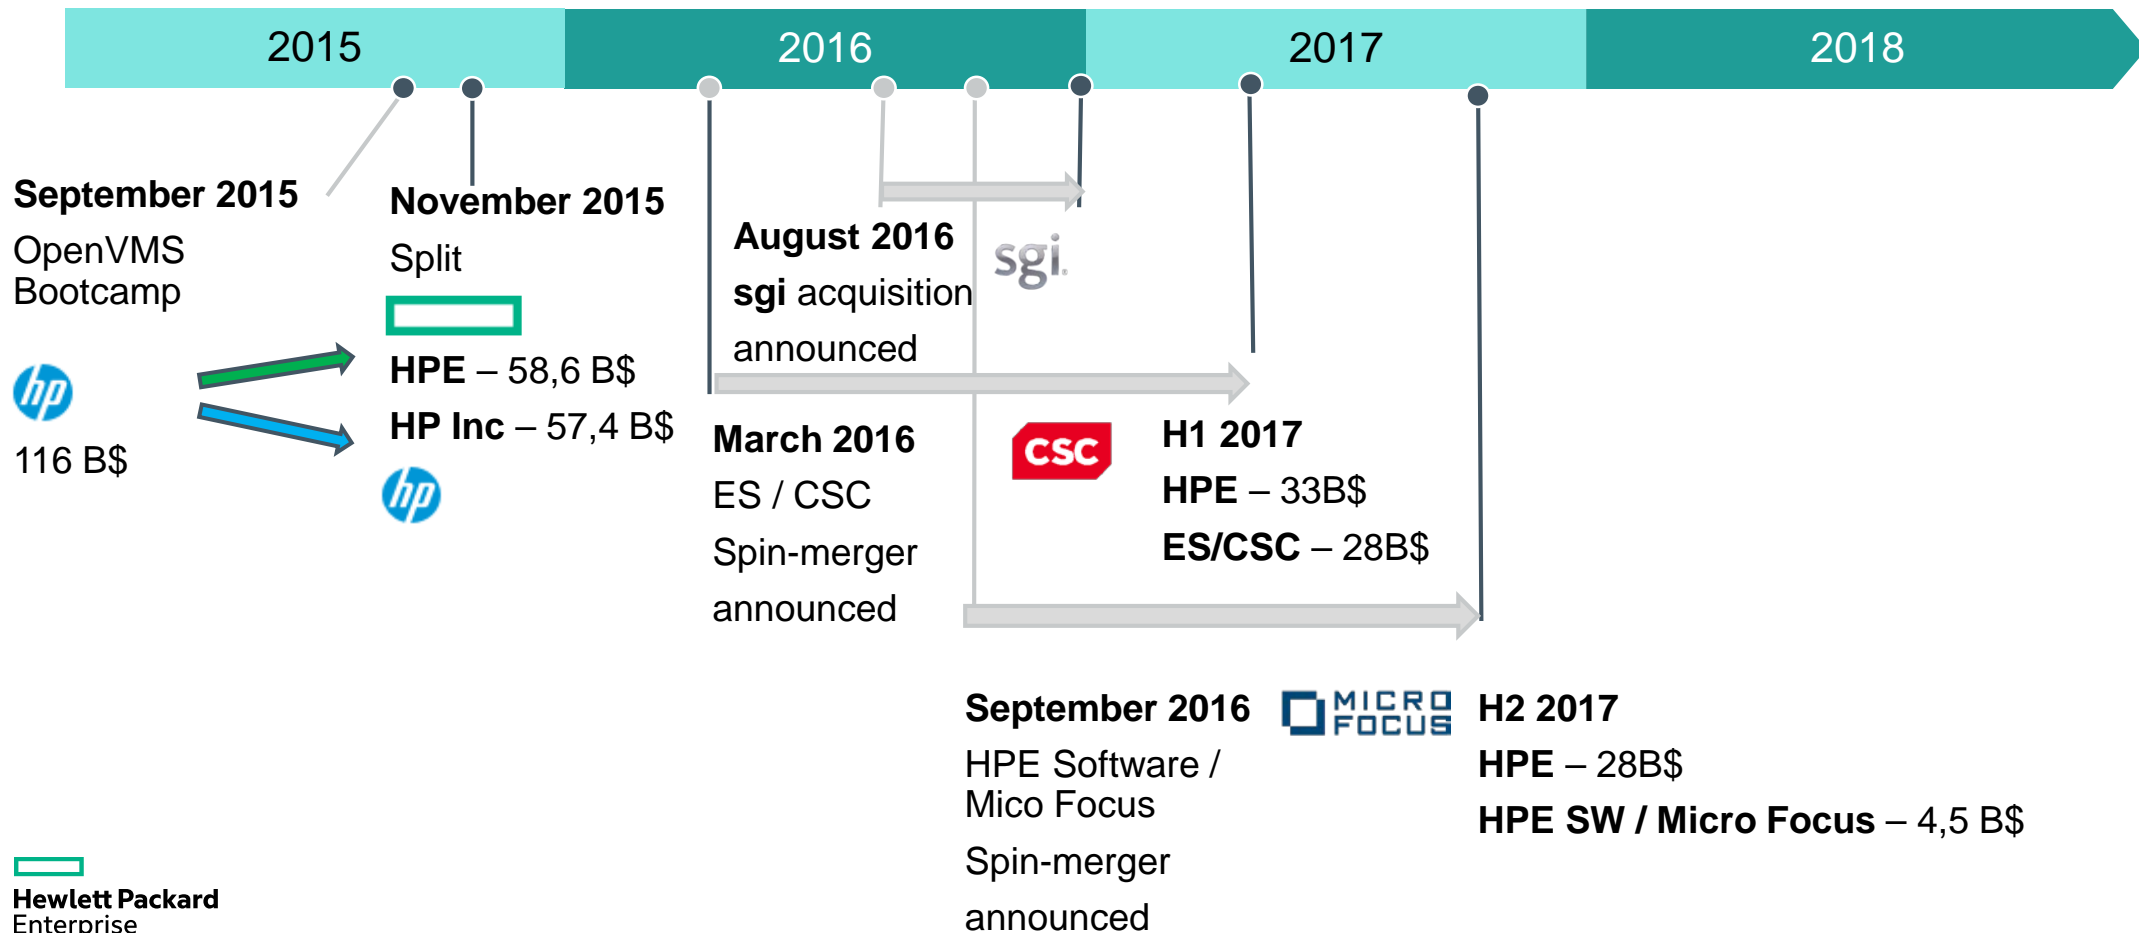 2015
2016
2017
2018
September 2015
OpenVMS
Bootcamp
hp
116 B$
November 2015
Split
HPE – 58,6 B$
HP Inc – 57,4 B$
hp
August 2016
sgi acquisition
announced
sgi
March 2016
ES / CSC
Spin-merger
announced
CSC
H1 2017
HPE – 33B$
ES/CSC – 28B$
September 2016
HPE Software /
Mico Focus
Spin-merger
announced
MICRO
FOCUS
H2 2017
HPE – 28B$
HPE SW / Micro Focus – 4,5 B$
Hewlett Packard
Enterprise